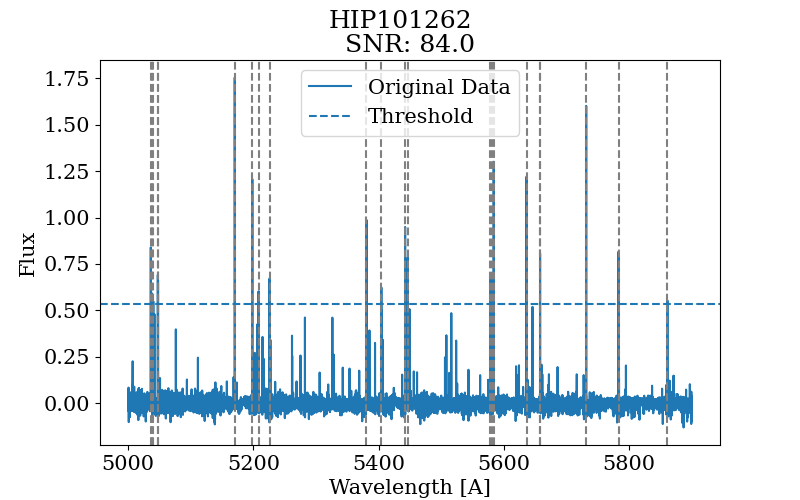 HIP101262
SNR: 84.0
Original Data
Threshold
1.75
1.50
1.25
1.00
0.75
0.50
0.25
0.00
Flux
5000 5200 5400 5600 5800
Wavelength [A]